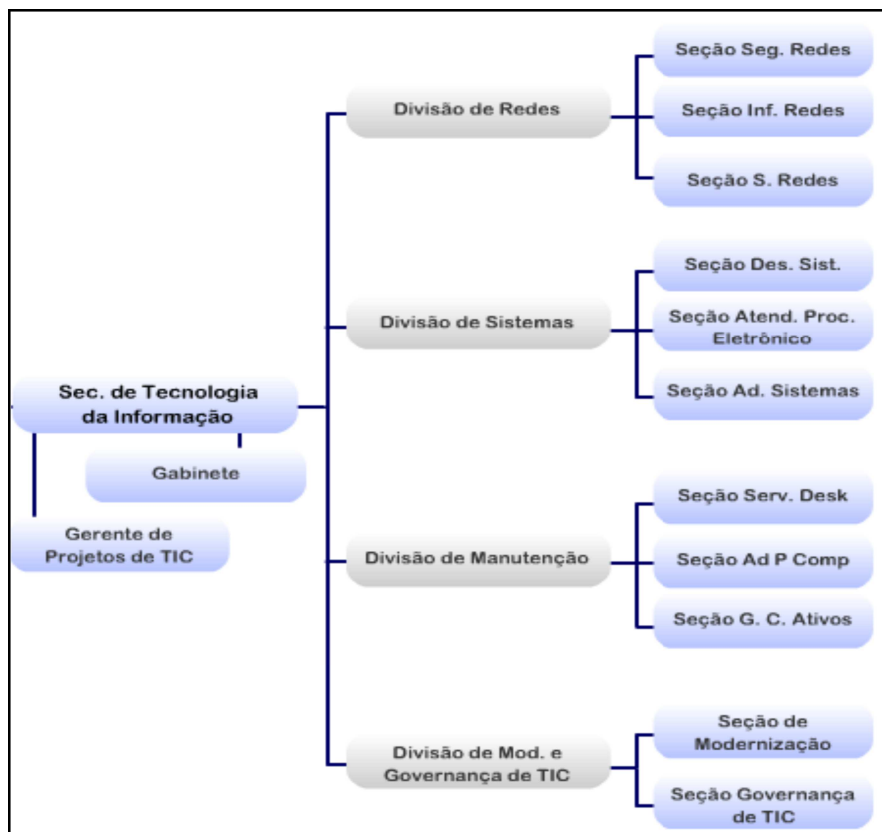 Sec. de Tecnologia
da Informação
Gabinete
Gerente de
Projetos de TIC
Divisão de Redes
Seção Seg. Redes
Seção Inf. Redes
Seção S. Redes
Divisão de Sistemas
Seção Des. Sist.
Seção Atend. Proc.
Eletrônico
Seção Ad. Sistemas
Divisão de Manutenção
Seção Serv. Desk
Seção Ad P Comp
Seção G. C. Ativos
Divisão de Mod. e
Governança de TIC
Seção de
Modernização
Seção Governança
de TIC